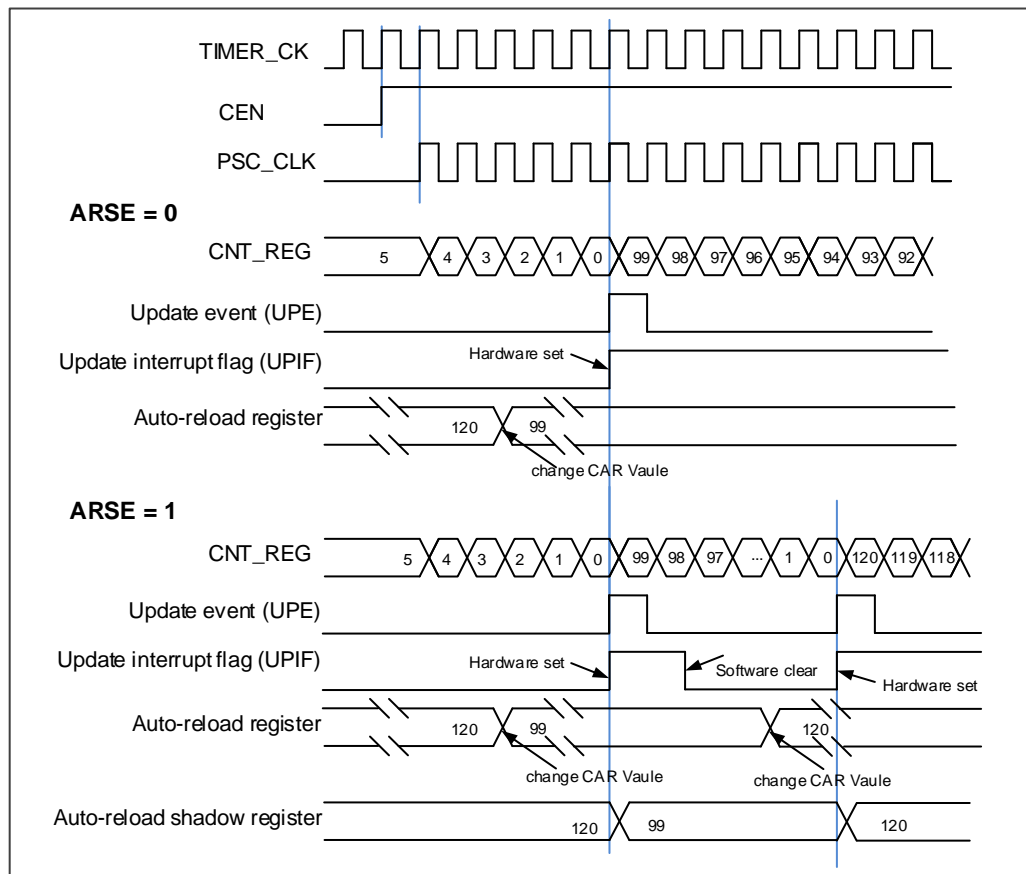 TIMER_CK
CEN
PSC_CLK
ARSE = 0
CNT_REG 5 4 3 2 1 0 99 98 97 96 95 94 93 92
Update event (UPE)
Update interrupt flag (UPIF) Hardware set
Auto-reload register 120 99
change CAR Vaule
ARSE = 1
CNT_REG 5 4 3 2 1 0 99 98 97 ... 1 0 120 119 118
Update event (UPE)
Update interrupt flag (UPIF) Hardware set Software clear Hardware set
Auto-reload register 120 99 120
change CAR Vaule change CAR Vaule
Auto-reload shadow register 120 99 120